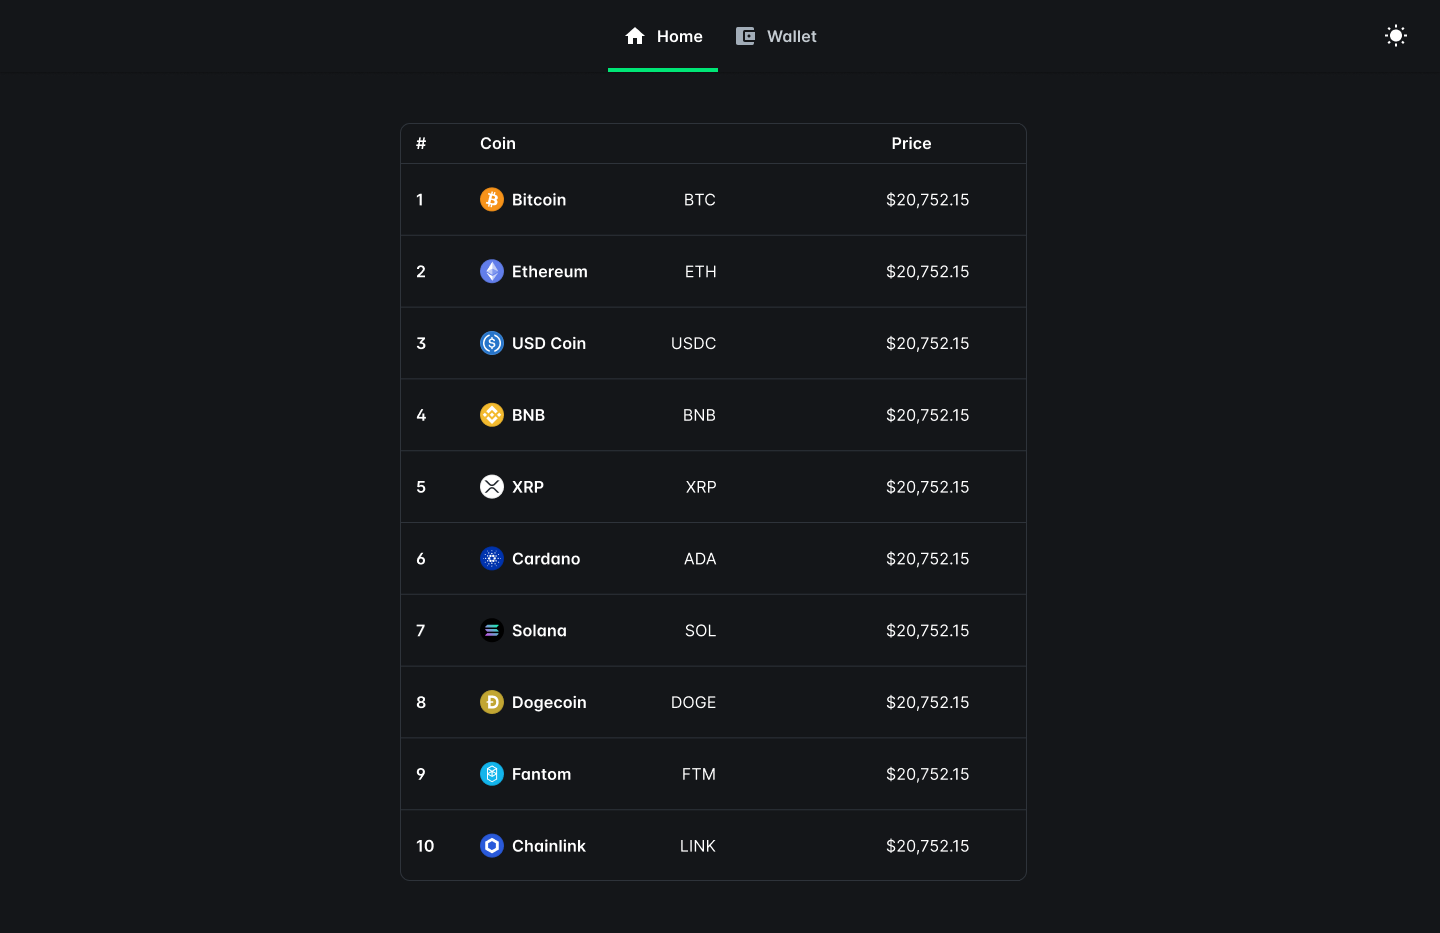 Home Wallet
# Coin Price
1 Bitcoin BTC $20,752.15
2 Ethereum ETH $20,752.15
3 USD Coin USDC $20,752.15
4 BNB BNB $20,752.15
5 XRP XRP $20,752.15
6 Cardano ADA $20,752.15
7 Solana SOL $20,752.15
8 Dogecoin DOGE $20,752.15
9 Fantom FTM $20,752.15
10 Chainlink LINK $20,752.15